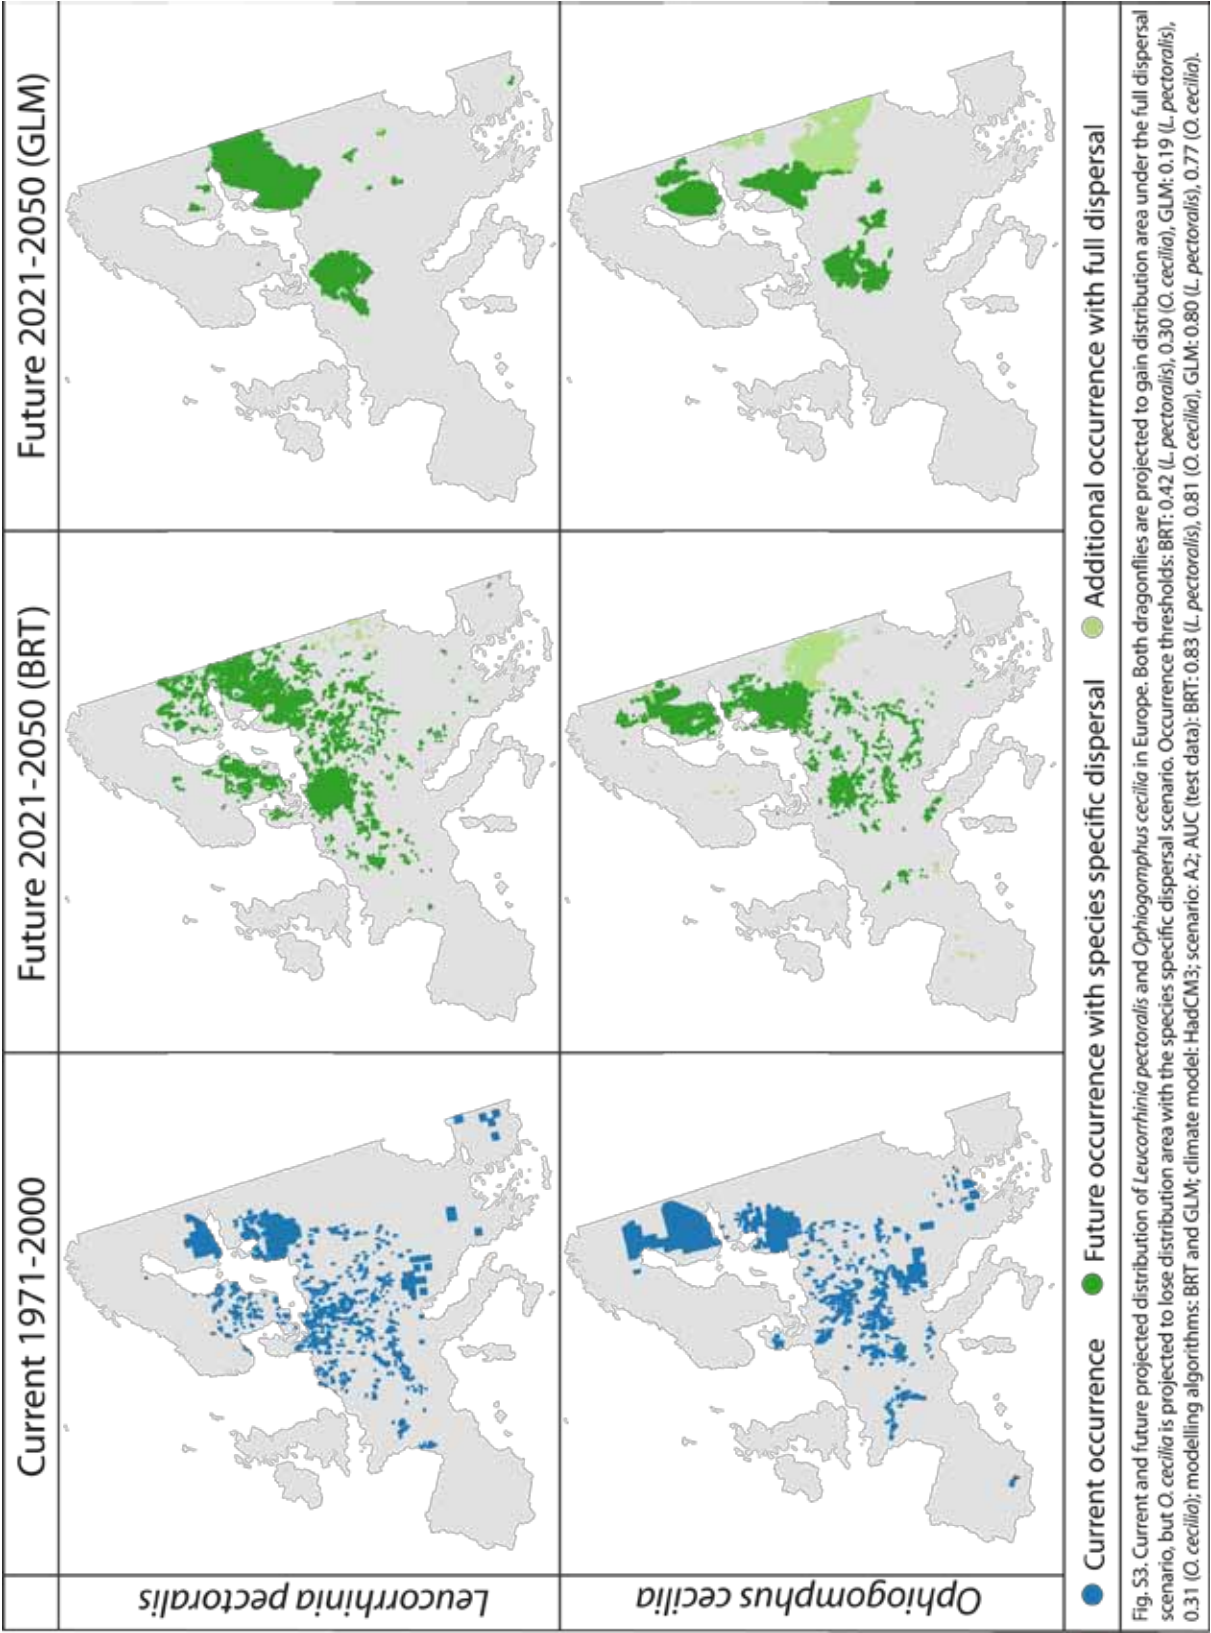 Current 1971-2000
Future 2021-2050 (BRT)
Future 2021-2050 (GLM)
Leucorrhinia pectoralis
Ophiogomphus cecilia
Current occurrence
Future occurrence with species specific dispersal
Additional occurrence with full dispersal
Fig. S3. Current and future projected distribution of Leucorrhinia pectoralis and Ophiogomphus cecilia in Europe. Both dragonflies are projected to gain distribution area under the full dispersal
scenario, but O. cecilia is projected to lose distribution area with the species specific dispersal scenario. Occurrence thresholds: BRT: 0.42 (L. pectoralis), 0.30 (O. cecilia), GLM: 0.19 (L. pectoralis),
0.31 (O. cecilia); modelling algorithms: BRT and GLM; climate model: HadCM3; scenario: A2; AUC (test data): BRT: 0.83 (L. pectoralis), 0.81 (O. cecilia), GLM: 0.80 (L. pectoralis), 0.77 (O. cecilia).